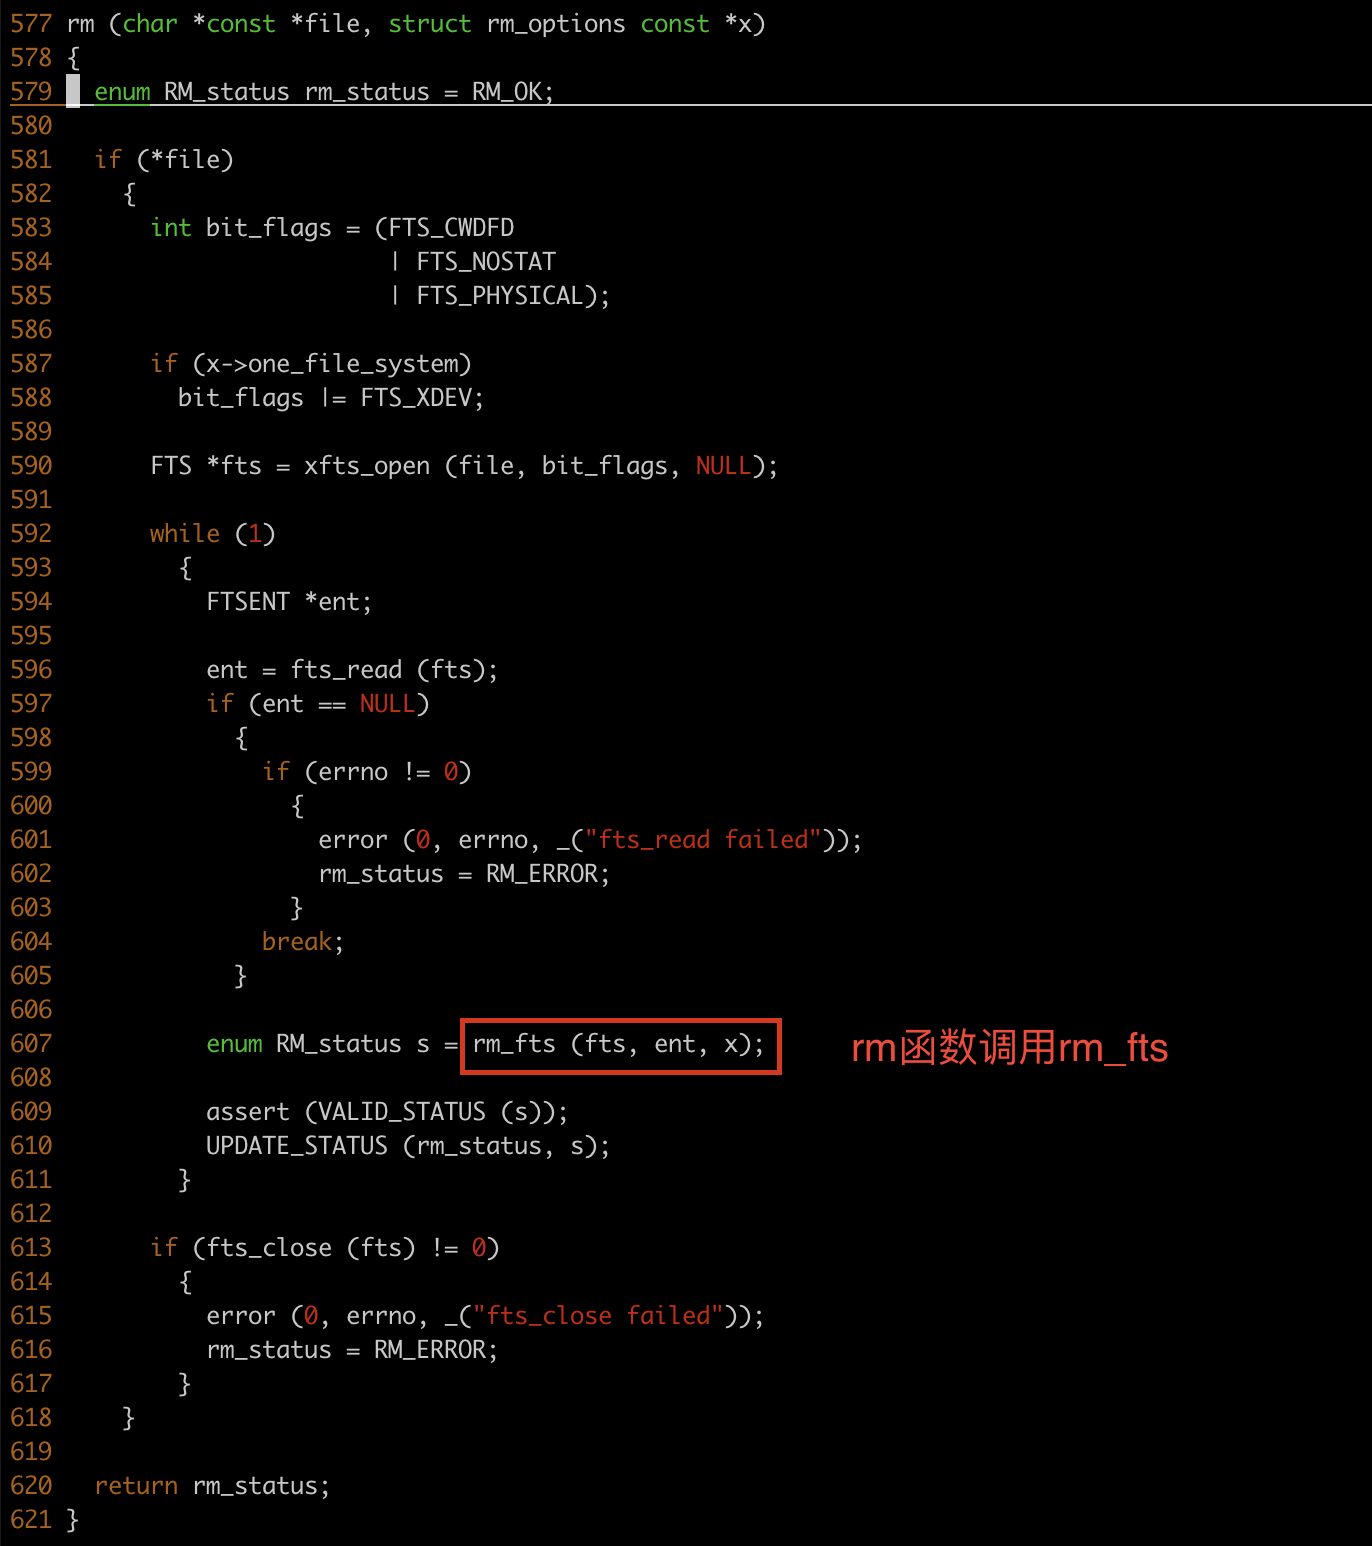 577 rm (char *const *file, struct rm_options const *x)
578 {
579   enum RM_status rm_status = RM_OK;
580
581   if (*file)
582     {
583       int bit_flags = (FTS_CWDFD
584                        | FTS_NOSTAT
585                        | FTS_PHYSICAL);
586
587       if (x->one_file_system)
588         bit_flags |= FTS_XDEV;
589
590       FTS *fts = xfts_open (file, bit_flags, NULL);
591
592       while (1)
593         {
594           FTSENT *ent;
595
596           ent = fts_read (fts);
597           if (ent == NULL)
598             {
599               if (errno != 0)
600                 {
601                   error (0, errno, _("fts_read failed"));
602                   rm_status = RM_ERROR;
603                 }
604               break;
605             }
606
607           enum RM_status s = rm_fts (fts, ent, x); rm函数调用rm_fts
608
609           assert (VALID_STATUS (s));
610           UPDATE_STATUS (rm_status, s);
611         }
612
613       if (fts_close (fts) != 0)
614         {
615           error (0, errno, _("fts_close failed"));
616           rm_status = RM_ERROR;
617         }
618     }
619
620   return rm_status;
621 }